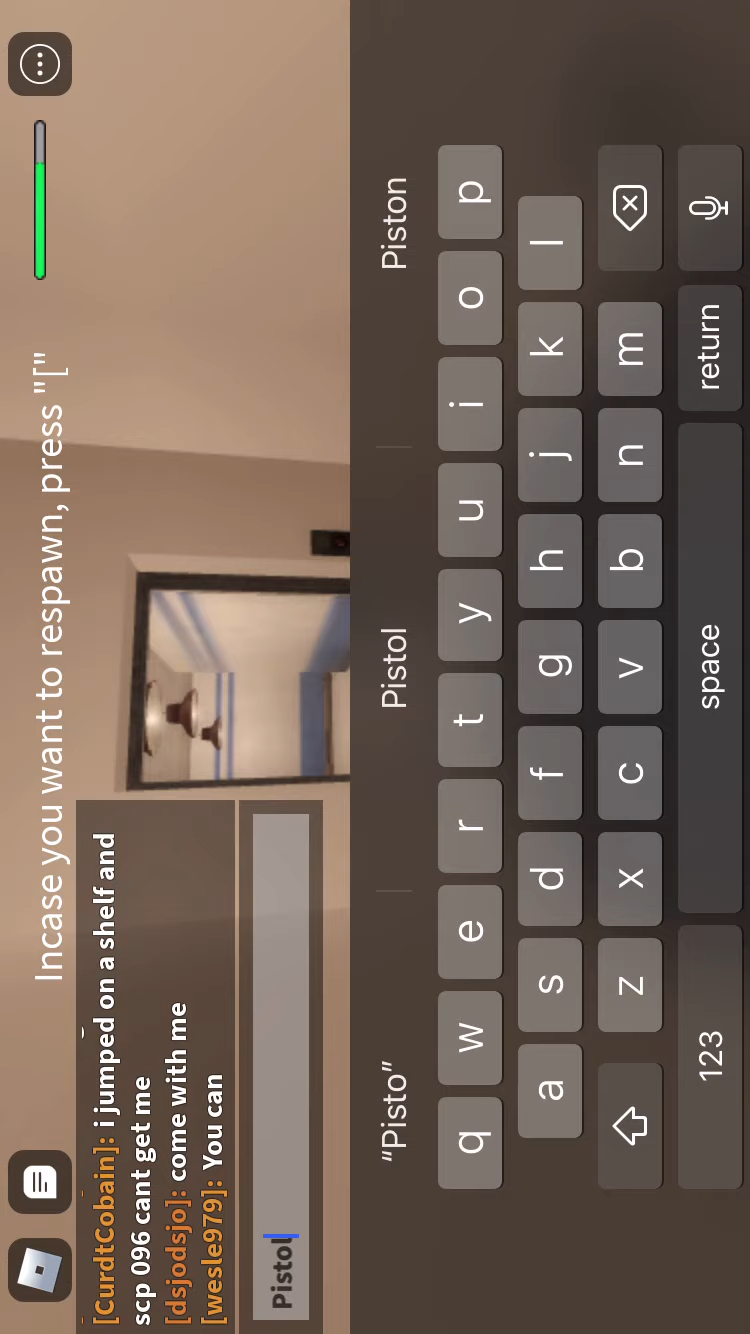 Incase you want to respawn, press "["
[CurdtCobain]: i jumped on a shelf and
scp 096 cant get me
[dsjodsjo]: come with me
[wesle979]: You can
Pistol
"Pisto" Pistol Piston
q w e r t y u i o p
a s d f g h j k l
z x c v b n m
123 space return